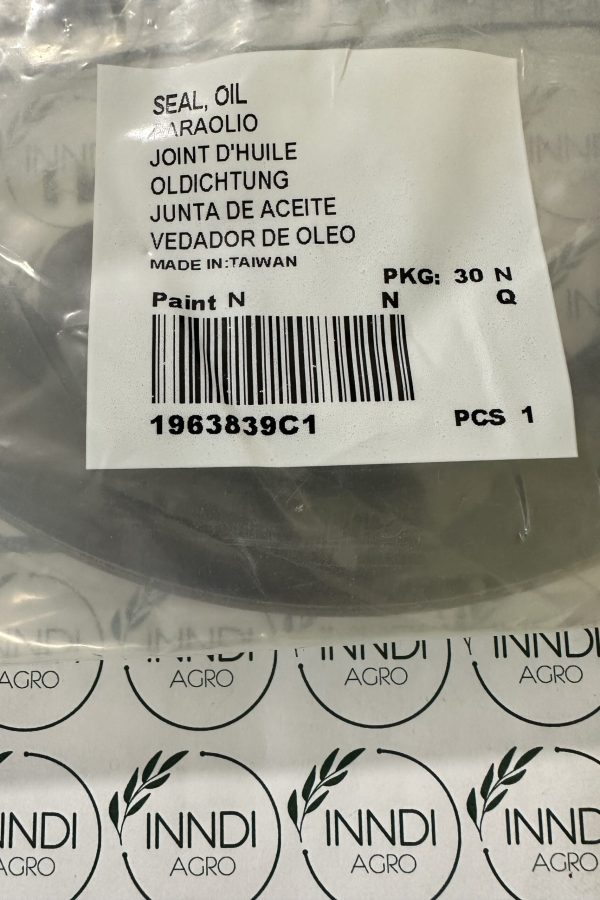 SEAL, OIL
PARAOLIO
JOINT D'HUILE
OLDICHTUNG
JUNTA DE ACEITE
VEDADOR DE OLEO
MADE IN:TAIWAN
PKG: 30 N
Paint N N Q
1963839C1
PCS 1
INNDI INNDI INNDI
AGRO AGRO AGRO AGRO
INNDI INNDI INNDI INNDI
AGRO AGRO AGRO AGRO